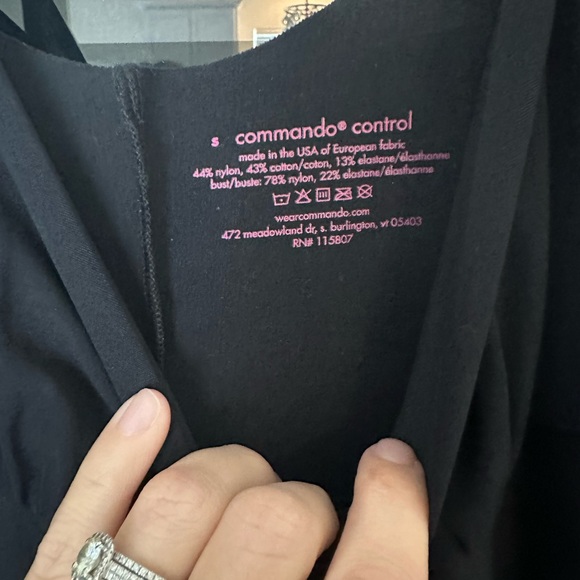 s commando® control
made in the USA of European fabric
44% nylon, 43% cotton/coton, 13% elastane/élasthanne
bust/buste: 78% nylon, 22% elastane/élasthanne
wearcommando.com
472 meadowland dr, s. burlington, vt 05403
RN# 115807